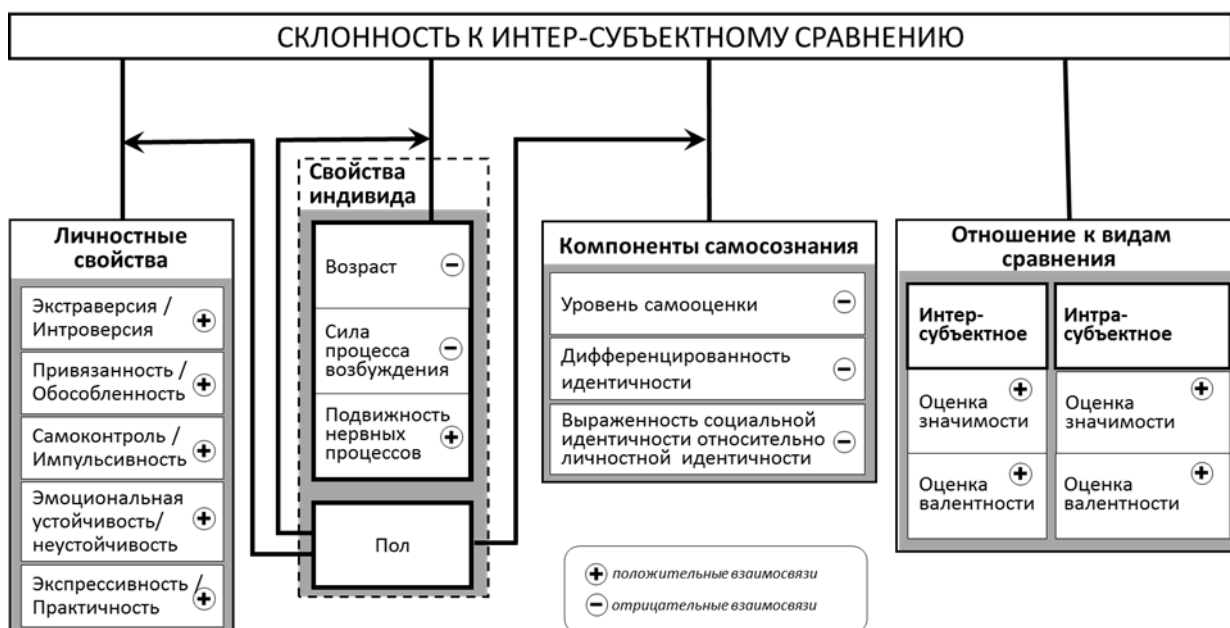 СКЛОННОСТЬ К ИНТЕР-СУБЪЕКТНОМУ СРАВНЕНИЮ
Личностные
свойства
Экстраверсия /
Интроверсия
+
Привязанность /
Обособленность
+
Самоконтроль /
Импульсивность
+
Эмоциональная
устойчивость/
неустойчивость
+
Экспрессивность /
Практичность
+
Свойства
индивида
Возраст
−
Сила
процесса
возбуждения
−
Подвижность
нервных
процессов
+
Пол
Компоненты самосознания
Уровень самооценки
−
Дифференцированность
идентичности
−
Выраженность социальной
идентичности относительно
личностной идентичности
−
Отношение к видам
сравнения
Интер-
субъектное
Интра-
субъектное
Оценка
значимости
+
Оценка
значимости
+
Оценка
валентности
+
Оценка
валентности
+
+ положительные взаимосвязи
− отрицательные взаимосвязи